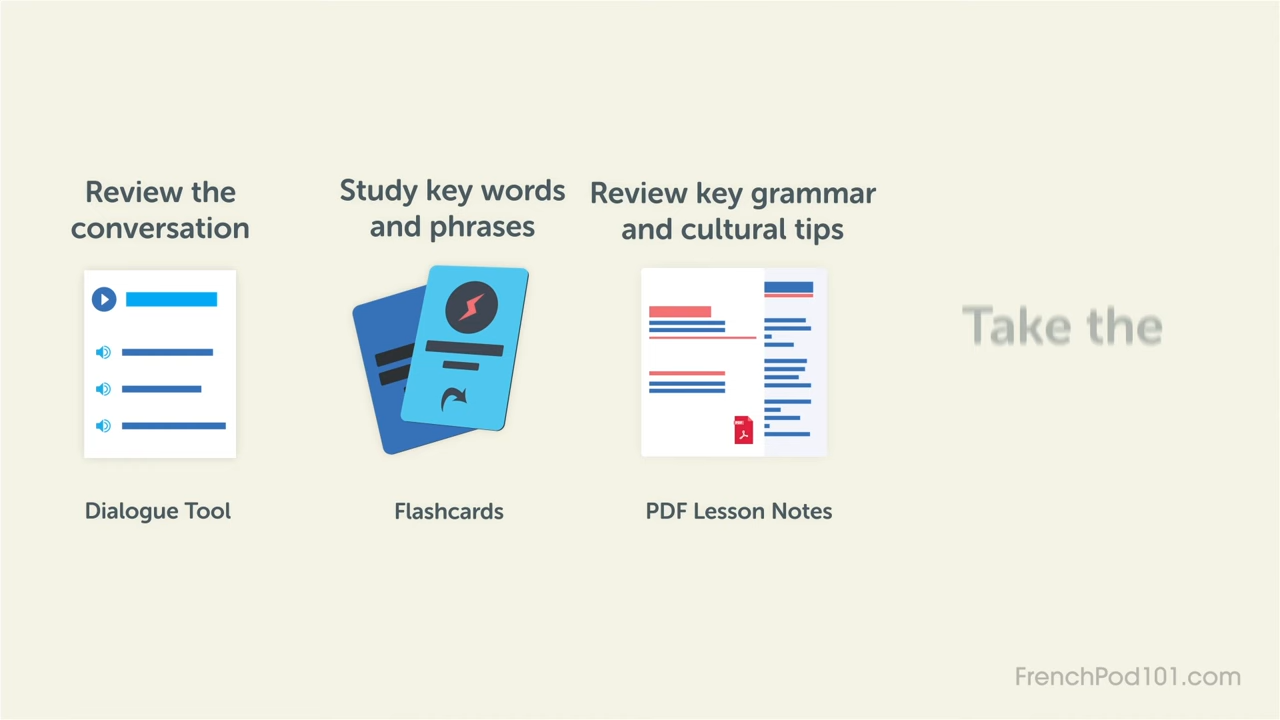 Review the
conversation
Study key words
and phrases
Review key grammar
and cultural tips
Take the
Dialogue Tool
Flashcards
PDF Lesson Notes
FrenchPod101.com